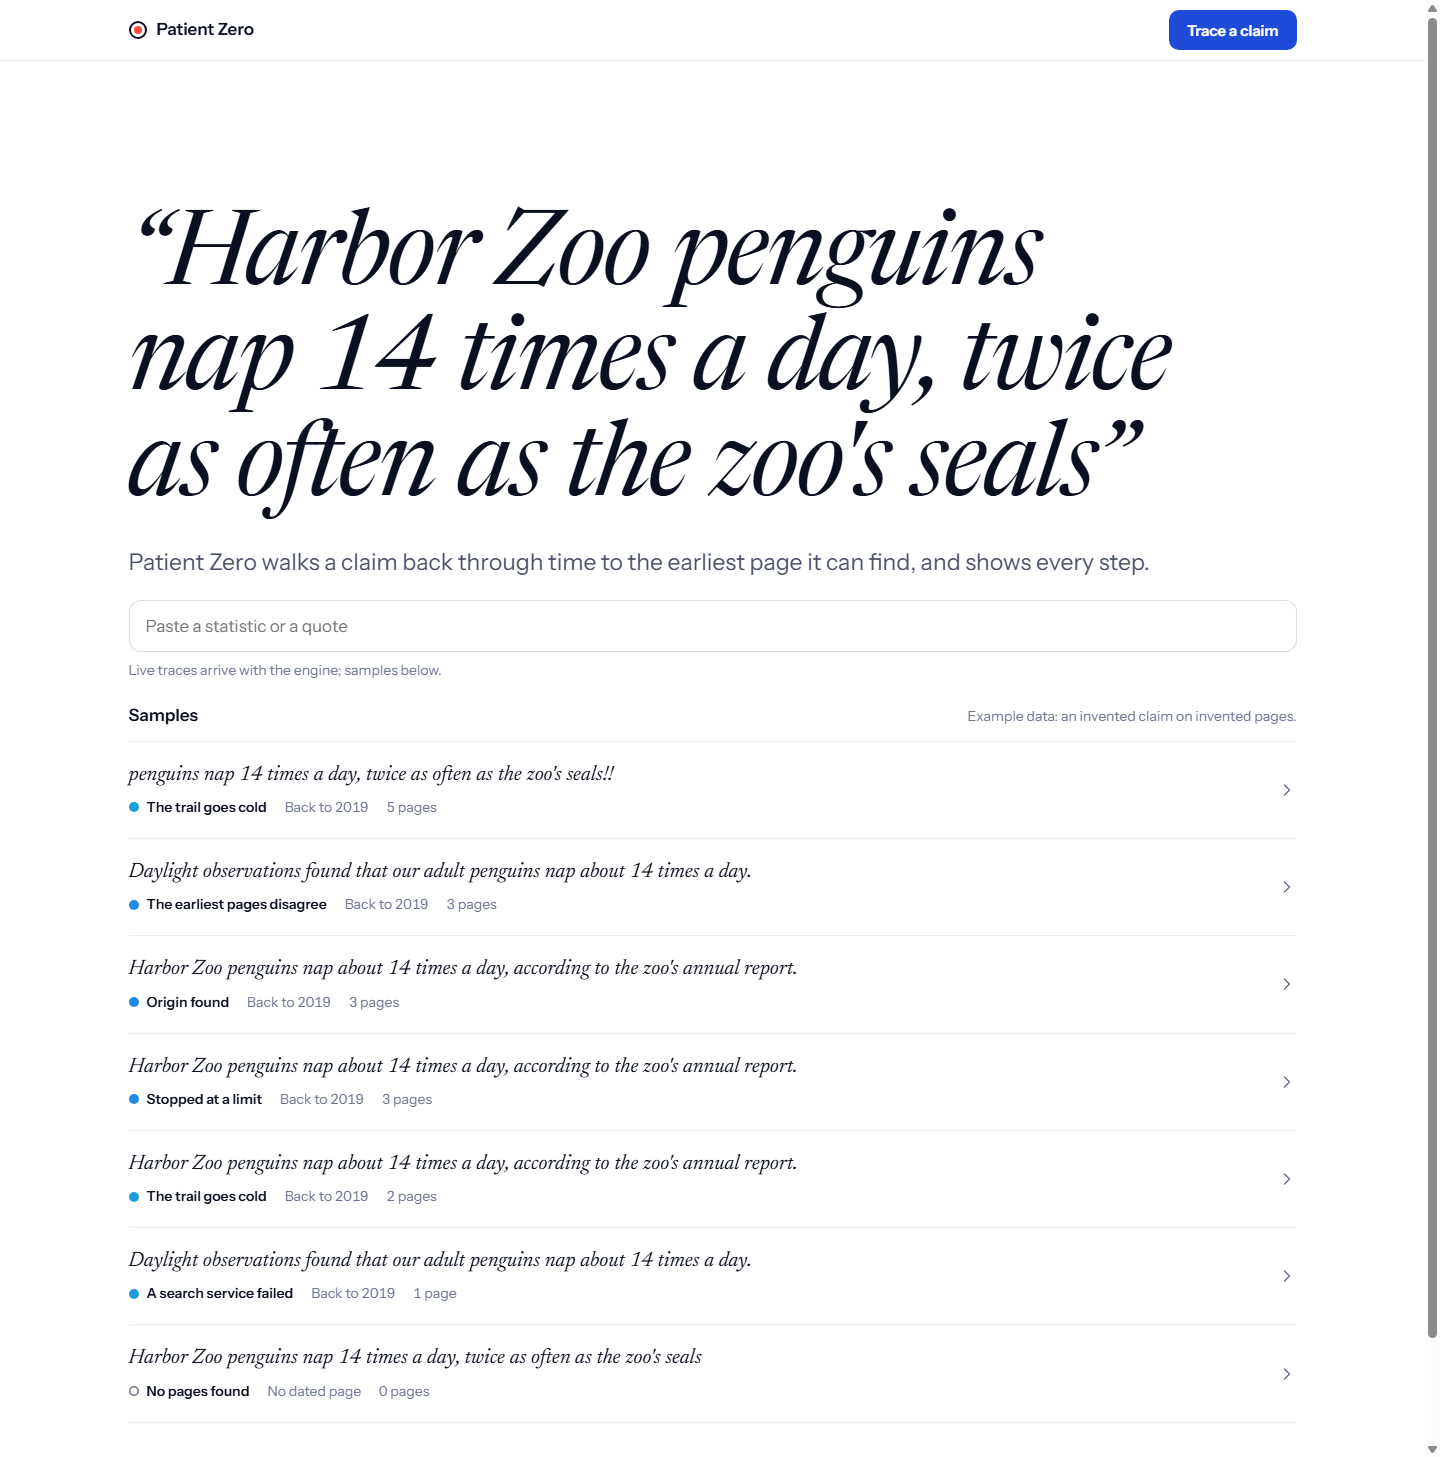 Patient Zero
Trace a claim
“Harbor Zoo penguins
nap 14 times a day, twice
as often as the zoo's seals”
Patient Zero walks a claim back through time to the earliest page it can find, and shows every step.
Paste a statistic or a quote
Live traces arrive with the engine; samples below.
Samples
Example data: an invented claim on invented pages.
penguins nap 14 times a day, twice as often as the zoo's seals!!
The trail goes cold Back to 2019 5 pages
Daylight observations found that our adult penguins nap about 14 times a day.
The earliest pages disagree Back to 2019 3 pages
Harbor Zoo penguins nap about 14 times a day, according to the zoo's annual report.
Origin found Back to 2019 3 pages
Harbor Zoo penguins nap about 14 times a day, according to the zoo's annual report.
Stopped at a limit Back to 2019 3 pages
Harbor Zoo penguins nap about 14 times a day, according to the zoo's annual report.
The trail goes cold Back to 2019 2 pages
Daylight observations found that our adult penguins nap about 14 times a day.
A search service failed Back to 2019 1 page
Harbor Zoo penguins nap 14 times a day, twice as often as the zoo's seals
No pages found No dated page 0 pages